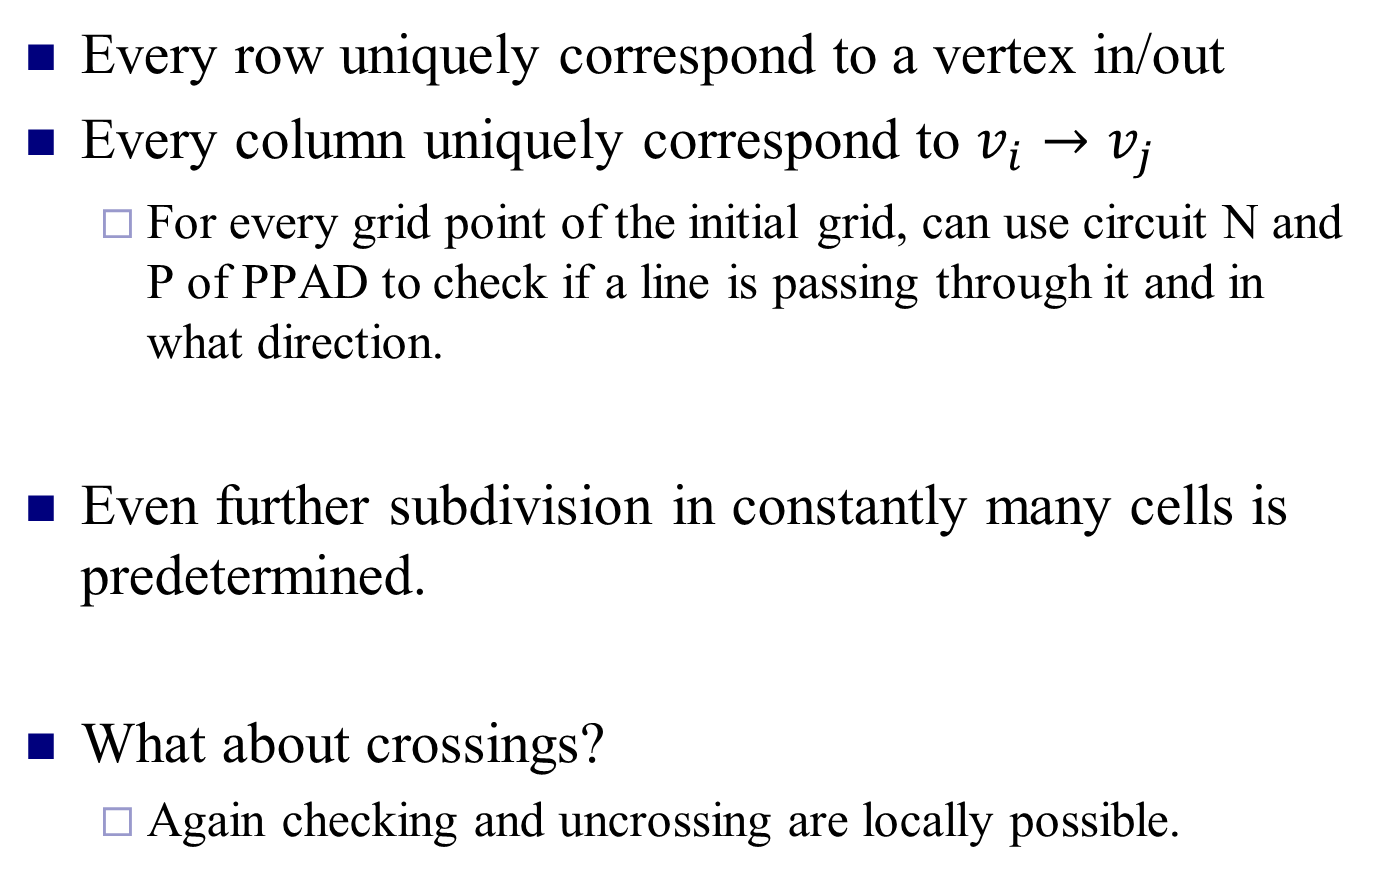 Every row uniquely correspond to a vertex in/out
Every column uniquely correspond to 𝑣𝑖 → 𝑣𝑗
For every grid point of the initial grid, can use circuit N and
P of PPAD to check if a line is passing through it and in
what direction.
Even further subdivision in constantly many cells is
predetermined.
What about crossings?
Again checking and uncrossing are locally possible.